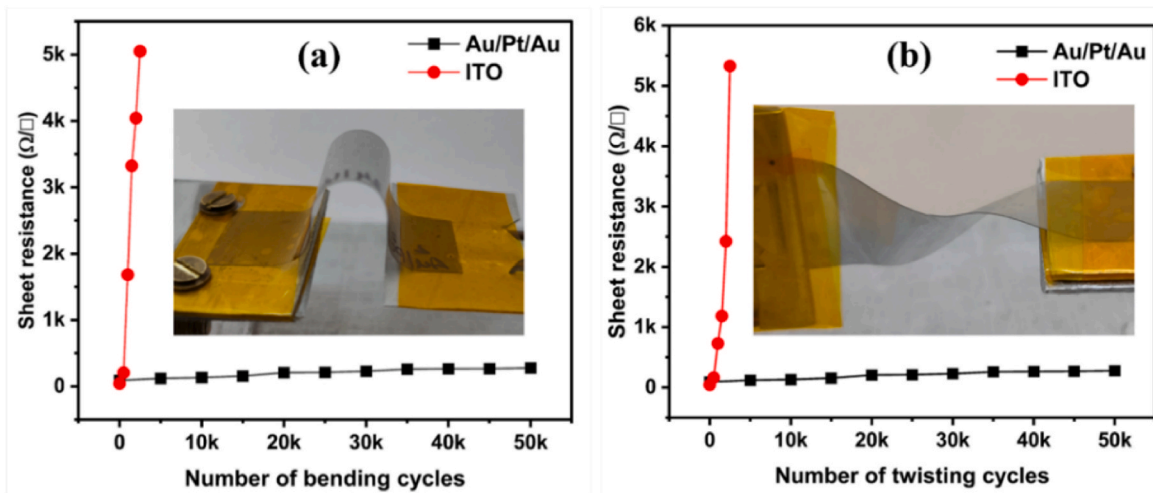 (a)
Au/Pt/Au
ITO
5k
4k
3k
2k
1k
0
Sheet resistance (Ω/□)
0 10k 20k 30k 40k 50k
Number of bending cycles
(b)
Au/Pt/Au
ITO
6k
5k
4k
3k
2k
1k
0
Sheet resistance (Ω/□)
0 10k 20k 30k 40k 50k
Number of twisting cycles